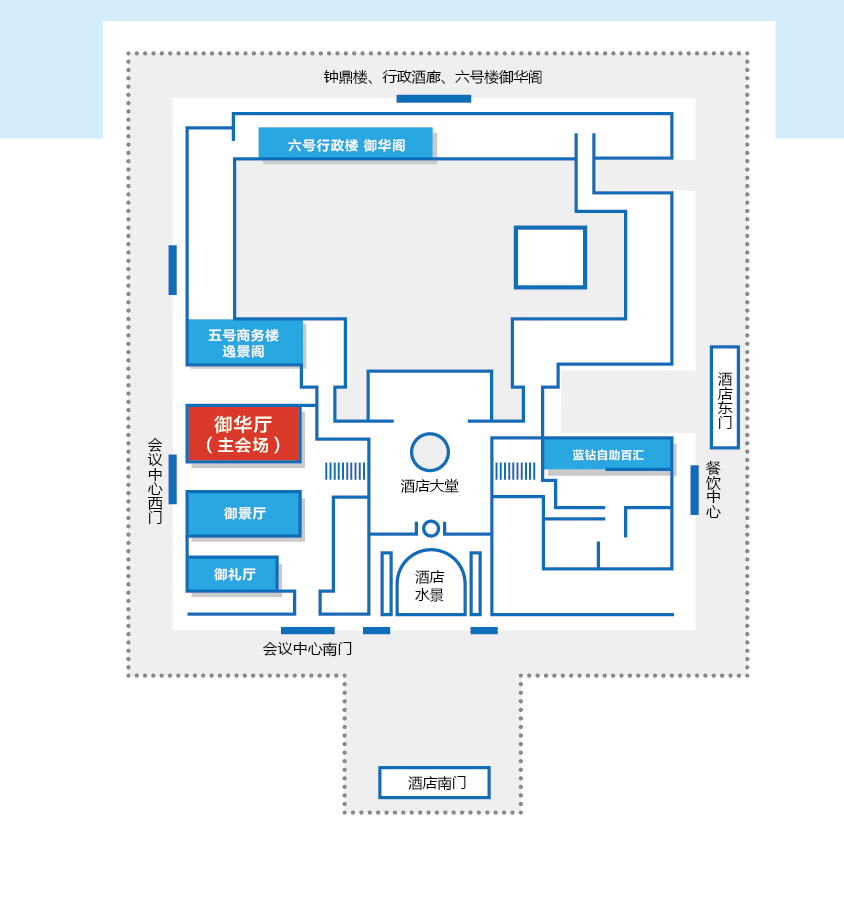 钟鼎楼、行政酒廊、六号楼御华阁
六号行政楼 御华阁
五号商务楼
逸景阁
酒店东门
御华厅
（主会场）
会议中心西门
蓝钻自助百汇
餐饮中心
酒店大堂
御景厅
御礼厅
酒店
水景
会议中心南门
酒店南门